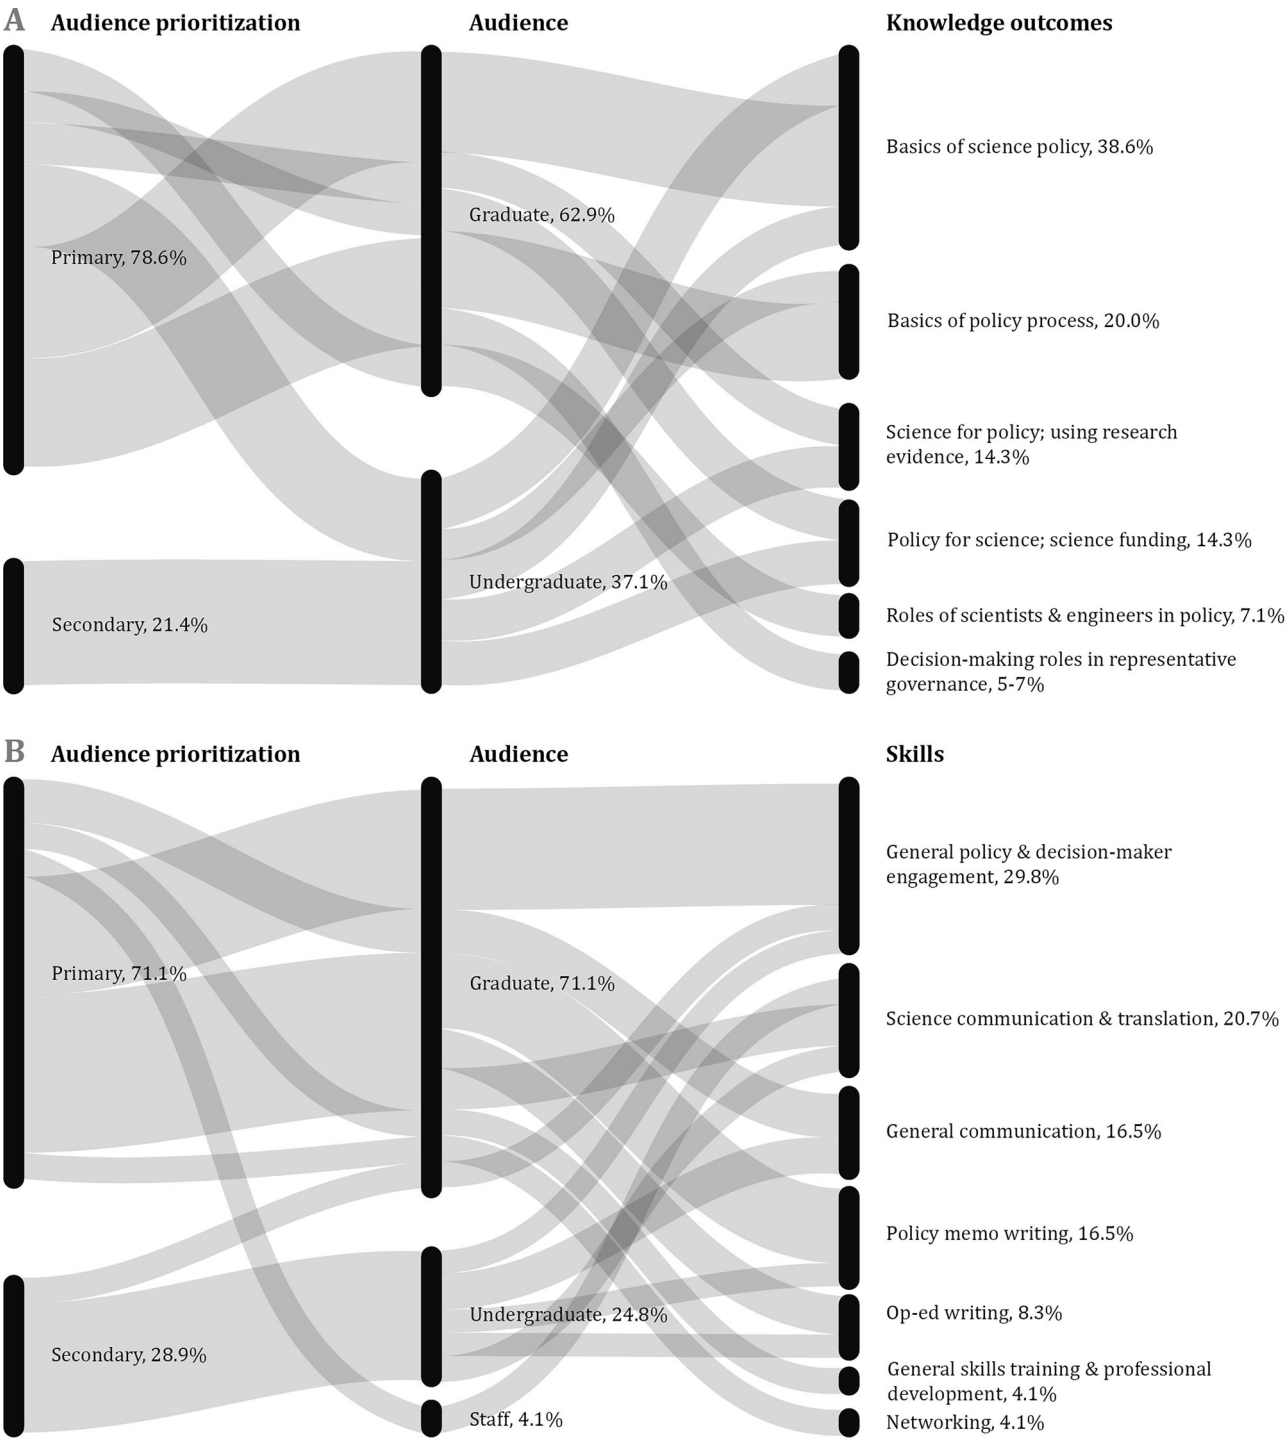 A Audience prioritization Audience Knowledge outcomes
Basics of science policy, 38.6%
Graduate, 62.9%
Primary, 78.6%
Basics of policy process, 20.0%
Science for policy; using research
evidence, 14.3%
Policy for science; science funding, 14.3%
Undergraduate, 37.1%
Secondary, 21.4%
Roles of scientists & engineers in policy, 7.1%
Decision-making roles in representative
governance, 5-7%
B Audience prioritization Audience Skills
General policy & decision-maker
engagement, 29.8%
Primary, 71.1%
Graduate, 71.1%
Science communication & translation, 20.7%
General communication, 16.5%
Policy memo writing, 16.5%
Undergraduate, 24.8%
Op-ed writing, 8.3%
Secondary, 28.9%
General skills training & professional
development, 4.1%
Staff, 4.1%
Networking, 4.1%